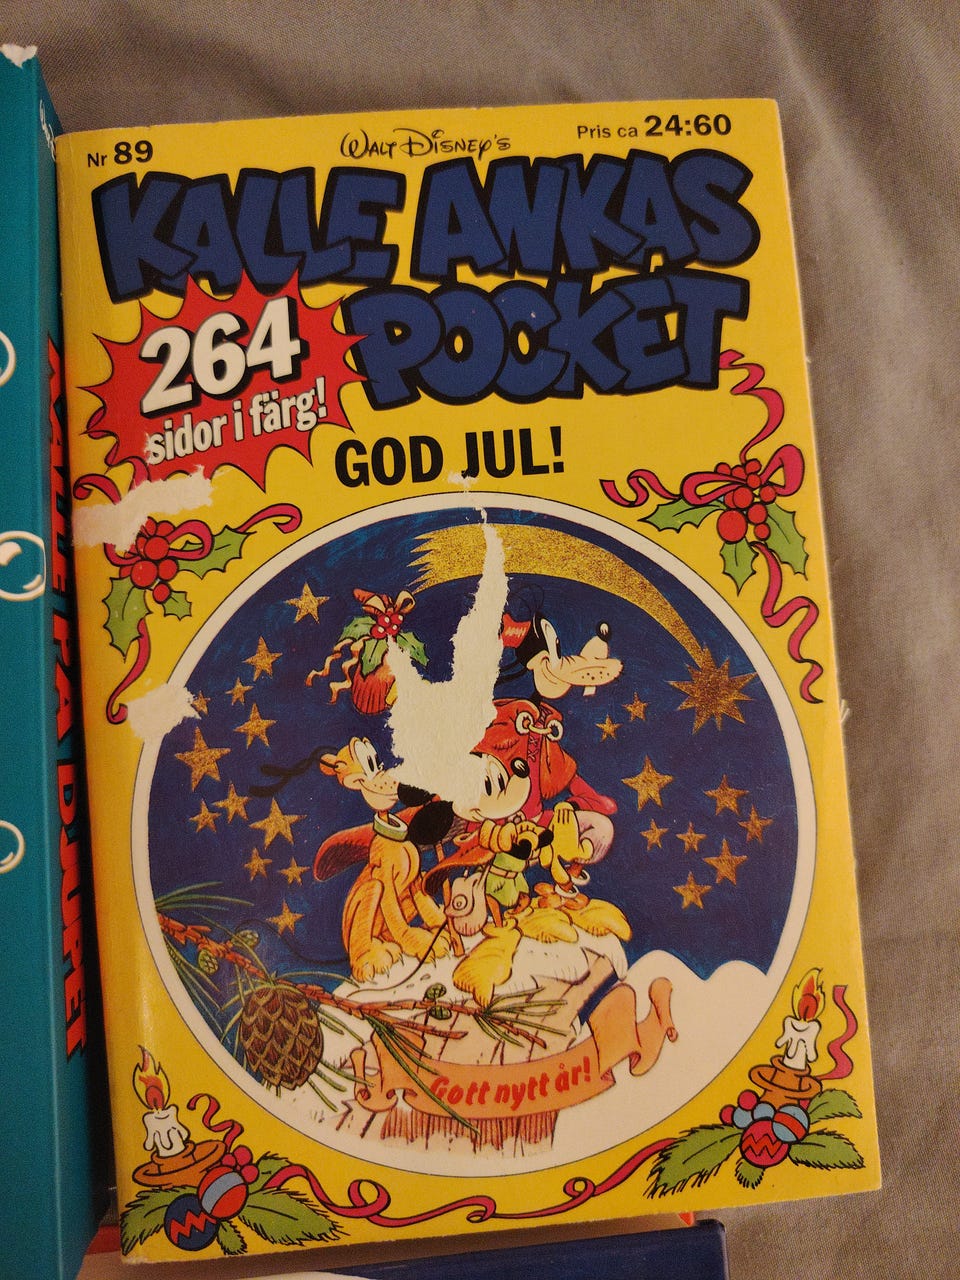 Nr 89
WALT DISNEY'S
Pris ca 24:60
KALLE ANKAS
POCKET
264
sidor i färg!
GOD JUL!
Gott nytt år!